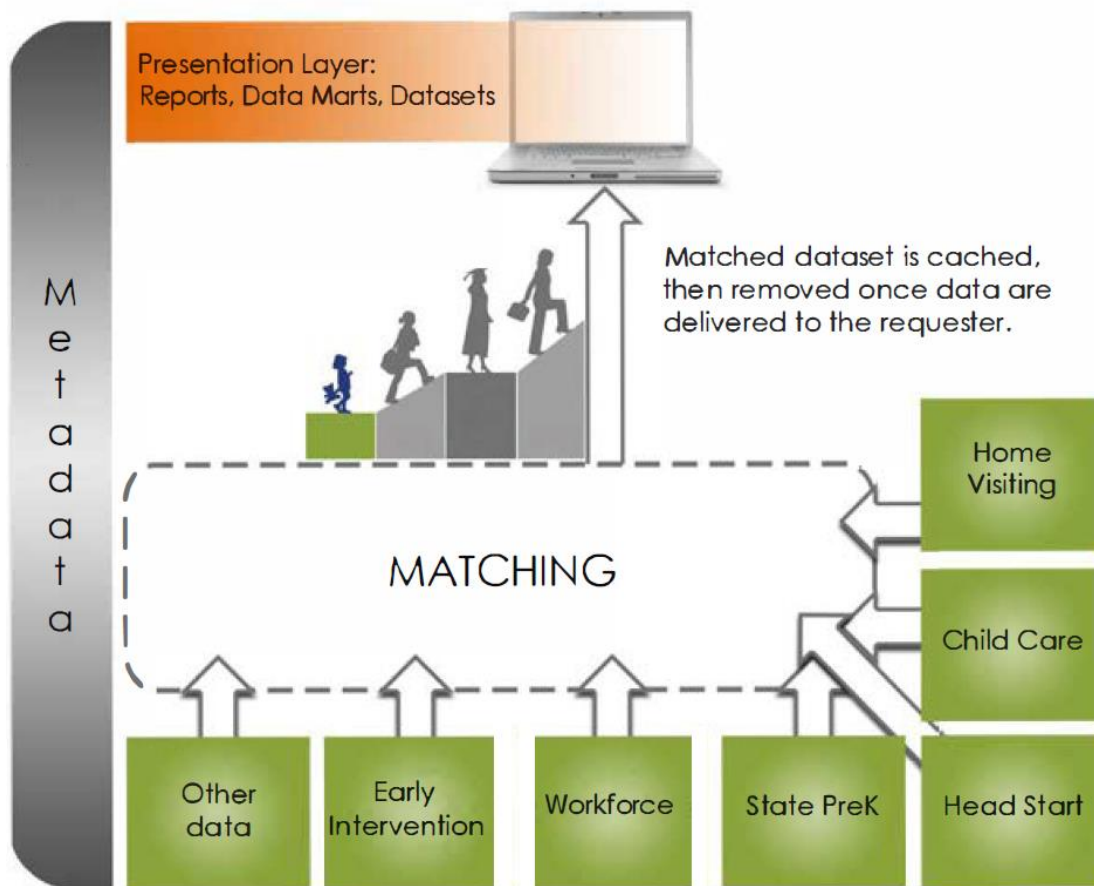 Metadata
Presentation Layer:
Reports, Data Marts, Datasets
Matched dataset is cached,
then removed once data are
delivered to the requester.
Home
Visiting
MATCHING
Child Care
Other
data
Early
Intervention
Workforce
State PreK
Head Start